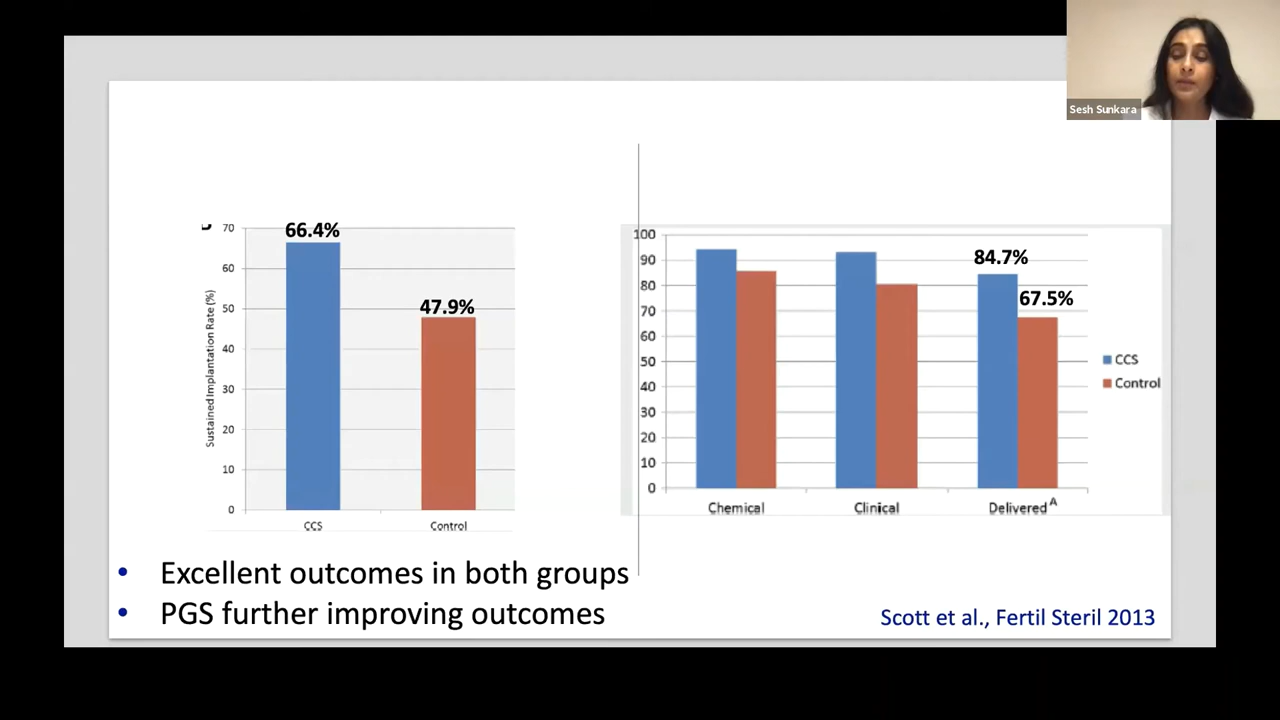 Sesh Sunkara
70
60
50
40
30
20
10
0
Sustained Implantation Rate (%)
66.4%
47.9%
CCS
Control
100
90
80
70
60
50
40
30
20
10
0
84.7%
67.5%
Chemical
Clinical
Delivered A
CCS
Control
• Excellent outcomes in both groups
• PGS further improving outcomes
Scott et al., Fertil Steril 2013